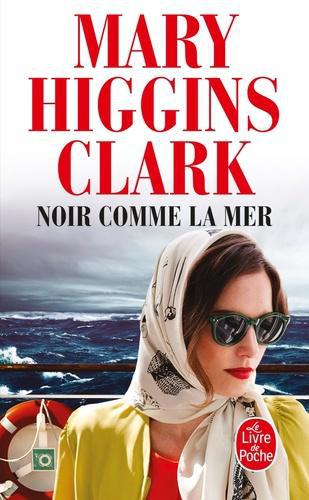 MARY
HIGGINS
CLARK
NOIR COMME LA MER
Le
Livre
de
Poche